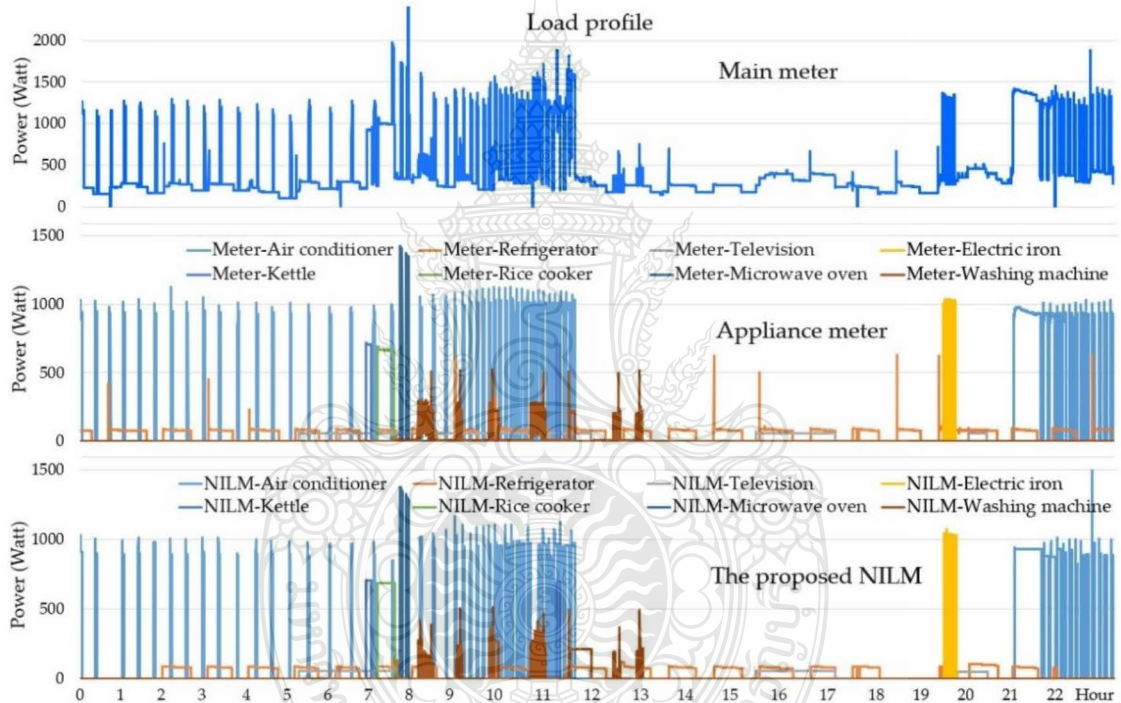 Load profile
Main meter
Power (Watt)
2000
1500
1000
500
0
1500
Meter-Air conditioner Meter-Refrigerator Meter-Television Meter-Electric iron
Meter-Kettle Meter-Rice cooker Meter-Microwave oven Meter-Washing machine
Appliance meter
Power (Watt)
1000
500
0
1500
NILM-Air conditioner NILM-Refrigerator NILM-Television NILM-Electric iron
NILM-Kettle NILM-Rice cooker NILM-Microwave oven NILM-Washing machine
The proposed NILM
Power (Watt)
1000
500
0
0 1 2 3 4 5 6 7 8 9 10 11 12 13 14 15 16 17 18 19 20 21 22 Hour